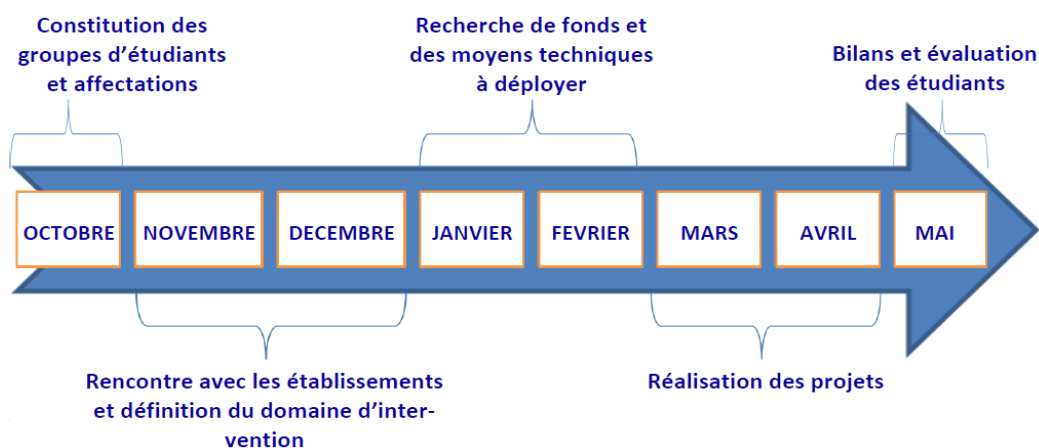 Constitution des
groupes d'étudiants
et affectations
Recherche de fonds et
des moyens techniques
à déployer
Bilans et évaluation
des étudiants
OCTOBRE
NOVEMBRE
DECEMBRE
JANVIER
FEVRIER
MARS
AVRIL
MAI
Rencontre avec les établissements
et définition du domaine d'inter-
vention
Réalisation des projets